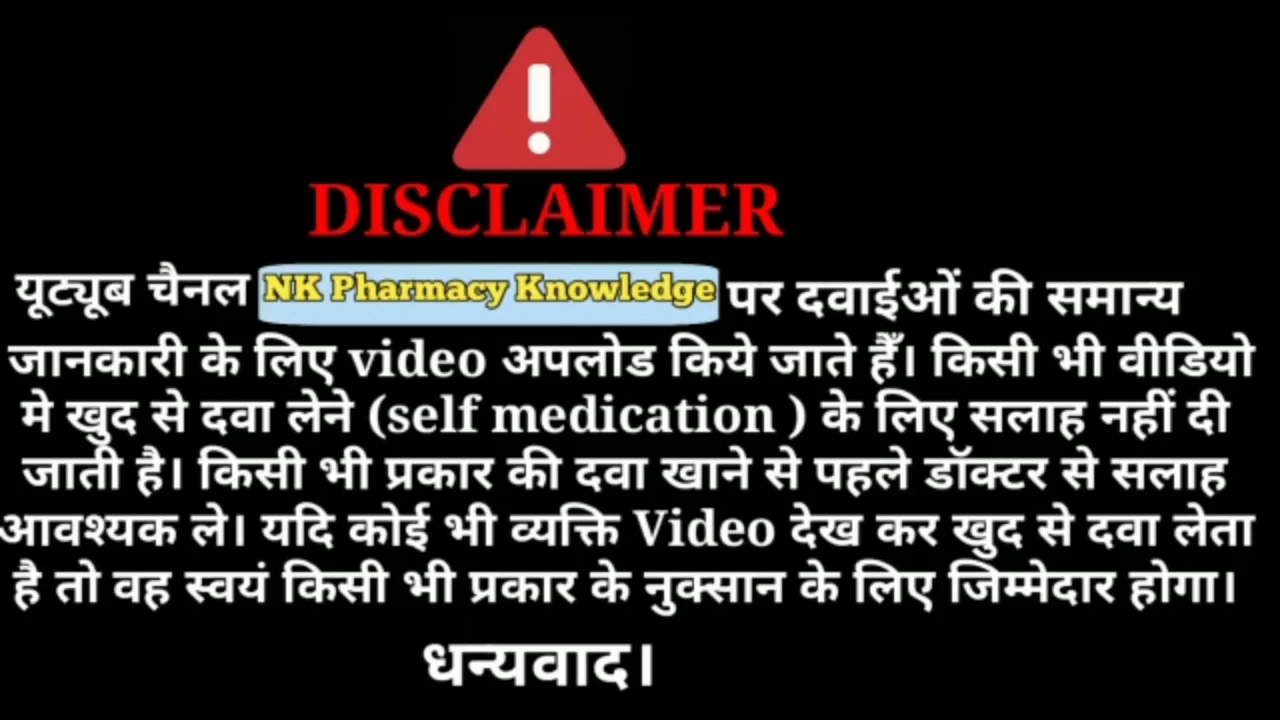 DISCLAIMER
यूट्यूब चैनल NK Pharmacy Knowledge पर दवाईओं की समान्य
जानकारी के लिए video अपलोड किये जाते हैँ। किसी भी वीडियो
मे खुद से दवा लेने (self medication ) के लिए सलाह नहीं दी
जाती है। किसी भी प्रकार की दवा खाने से पहले डॉक्टर से सलाह
आवश्यक ले। यदि कोई भी व्यक्ति Video देख कर खुद से दवा लेता
है तो वह स्वयं किसी भी प्रकार के नुक्सान के लिए जिम्मेदार होगा।
धन्यवाद।